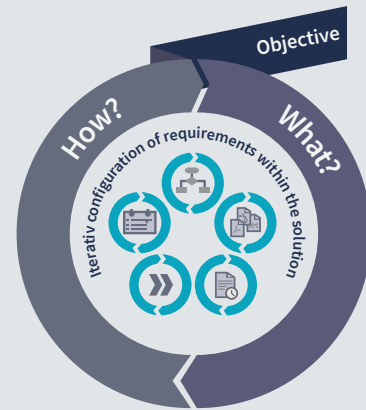 Objective
How?
What?
Iterativ configuration of requirements within the solution